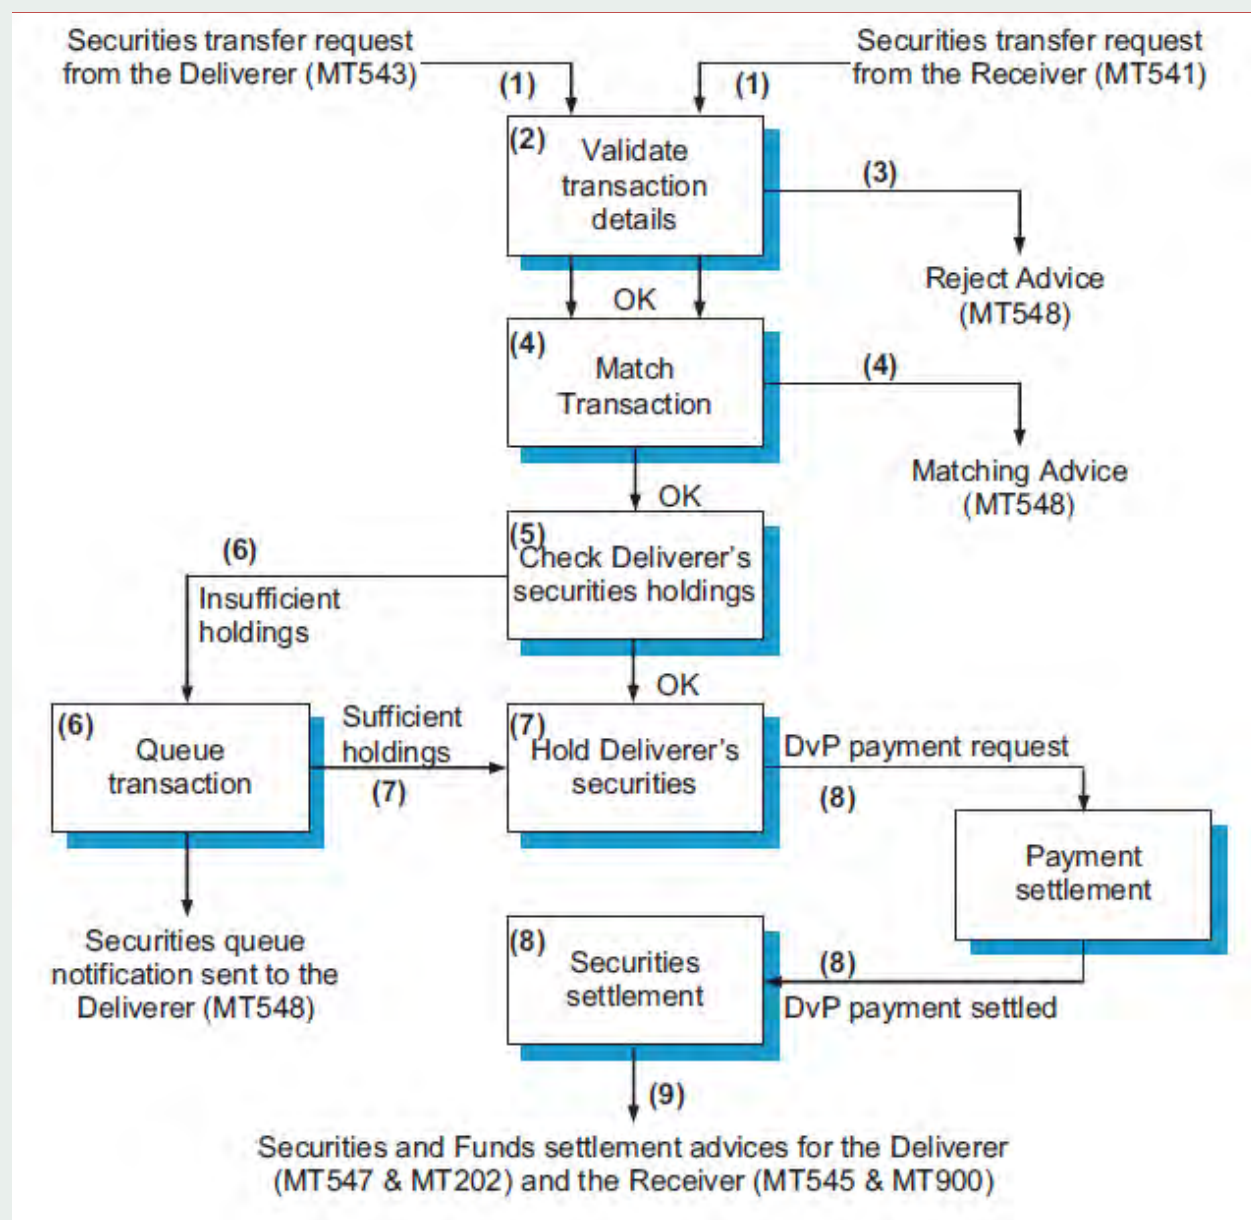 Securities transfer request
from the Deliverer (MT543)
(1)
Securities transfer request
from the Receiver (MT541)
(1)
(2)
Validate
transaction
details
(3)
Reject Advice
(MT548)
OK
(4)
Match
Transaction
(4)
Matching Advice
(MT548)
OK
(5)
Check Deliverer's
securities holdings
(6)
Insufficient
holdings
OK
(6)
Queue
transaction
Sufficient
holdings
(7)
(7)
Hold Deliverer's
securities
DvP payment request
(8)
Payment
settlement
Securities queue
notification sent to the
Deliverer (MT548)
(8)
Securities
settlement
(8)
DvP payment settled
(9)
Securities and Funds settlement advices for the Deliverer
(MT547 & MT202) and the Receiver (MT545 & MT900)